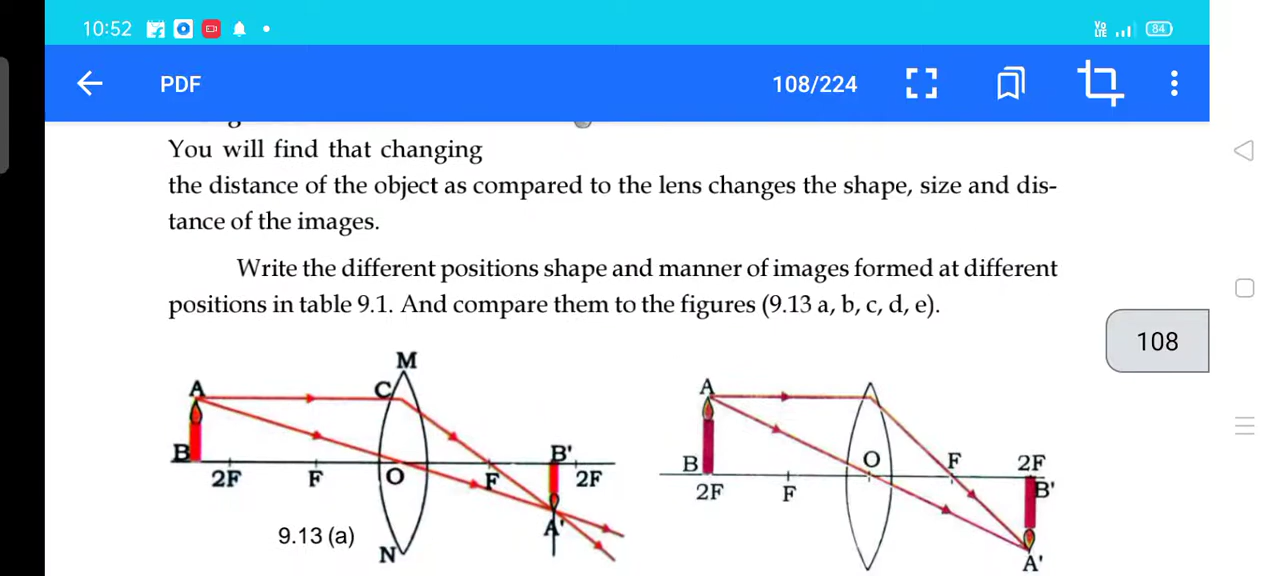 10:52
Vo LTE 84
PDF
108/224
You will find that changing
the distance of the object as compared to the lens changes the shape, size and dis-
tance of the images.
Write the different positions shape and manner of images formed at different
positions in table 9.1. And compare them to the figures (9.13 a, b, c, d, e).
108
M
A
C
B
B'
2F
F
O
F
2F
9.13 (a)
A'
N
A
B
O
F
2F
2F
F
B'
A'